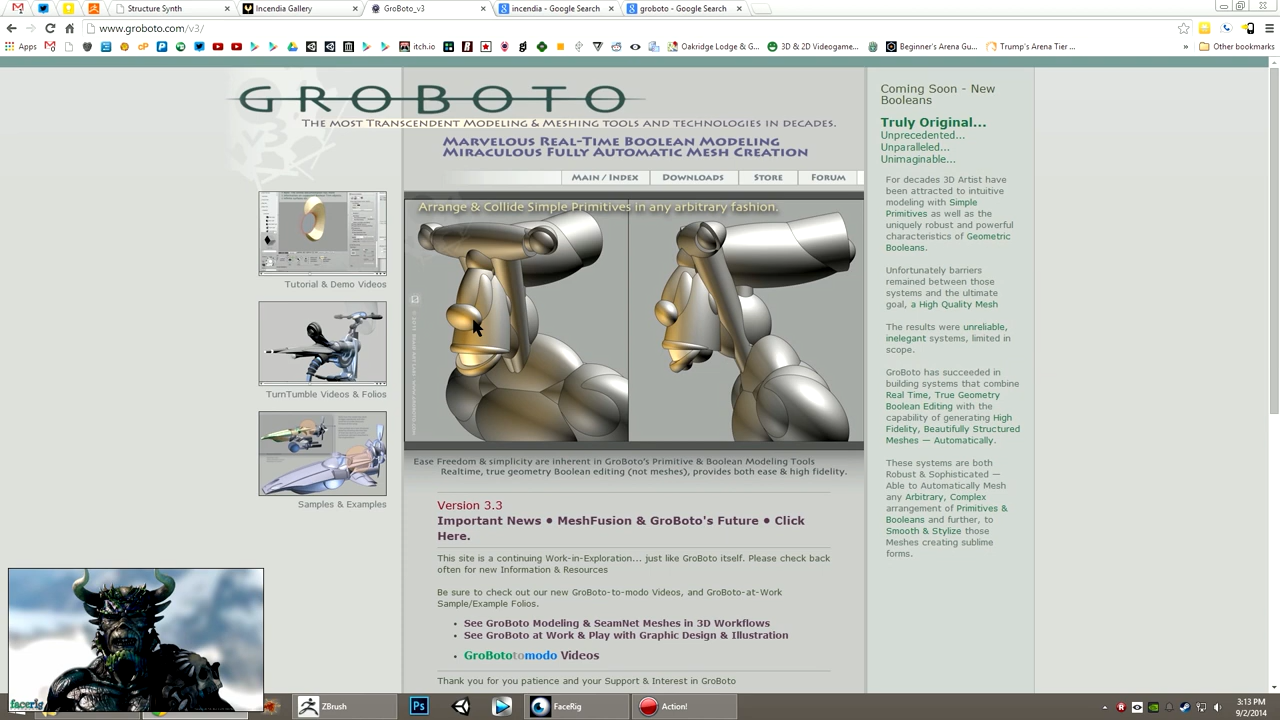 Structure Synth
Incendia Gallery
GroBoto_v3
incendia - Google Search
groboto - Google Search
www.groboto.com/v3/
Apps
itch.io
Oakridge Lodge & G...
3D & 2D Videogame...
Beginner's Arena Gu...
Trump's Arena Tier ...
»
Other bookmarks
GROBOTO
The most Transcendent Modeling & Meshing tools and technologies in decades.
Marvelous Real-Time Boolean Modeling
Miraculous Fully Automatic Mesh Creation
Main / Index
Downloads
Store
Forum
Arrange & Collide Simple Primitives in any arbitrary fashion.
Tutorial & Demo Videos
TurnTumble Videos & Folios
Samples & Examples
Ease Freedom & simplicity are inherent in GroBoto's Primitive & Boolean Modeling Tools
Realtime, true geometry Boolean editing (not meshes), provides both ease & high fidelity.
Version 3.3
Important News • MeshFusion & GroBoto's Future • Click
Here.
This site is a continuing Work-in-Exploration... just like GroBoto itself. Please check back
often for new Information & Resources
Be sure to check out our new GroBoto-to-modo Videos, and GroBoto-at-Work
Sample/Example Folios.
• See GroBoto Modeling & SeamNet Meshes in 3D Workflows
• See GroBoto at Work & Play with Graphic Design & Illustration
• GroBototomodo Videos
Thank you for you patience and your Support & Interest in GroBoto
Coming Soon - New
Booleans
Truly Original...
Unprecedented...
Unparalleled...
Unimaginable...
For decades 3D Artist have
been attracted to intuitive
modeling with Simple
Primitives as well as the
uniquely robust and powerful
characteristics of Geometric
Booleans.
Unfortunately barriers
remained between those
systems and the ultimate
goal, a High Quality Mesh
The results were unreliable,
inelegant systems, limited in
scope.
GroBoto has succeeded in
building systems that combine
Real Time, True Geometry
Boolean Editing with the
capability of generating High
Fidelity, Beautifully Structured
Meshes — Automatically.
These systems are both
Robust & Sophisticated —
Able to Automatically Mesh
any Arbitrary, Complex
arrangement of Primitives &
Booleans and further, to
Smooth & Stylize those
Meshes creating sublime
forms.
facerig
ZBrush
Ps
FaceRig
Action!
3:13 PM
9/2/2014